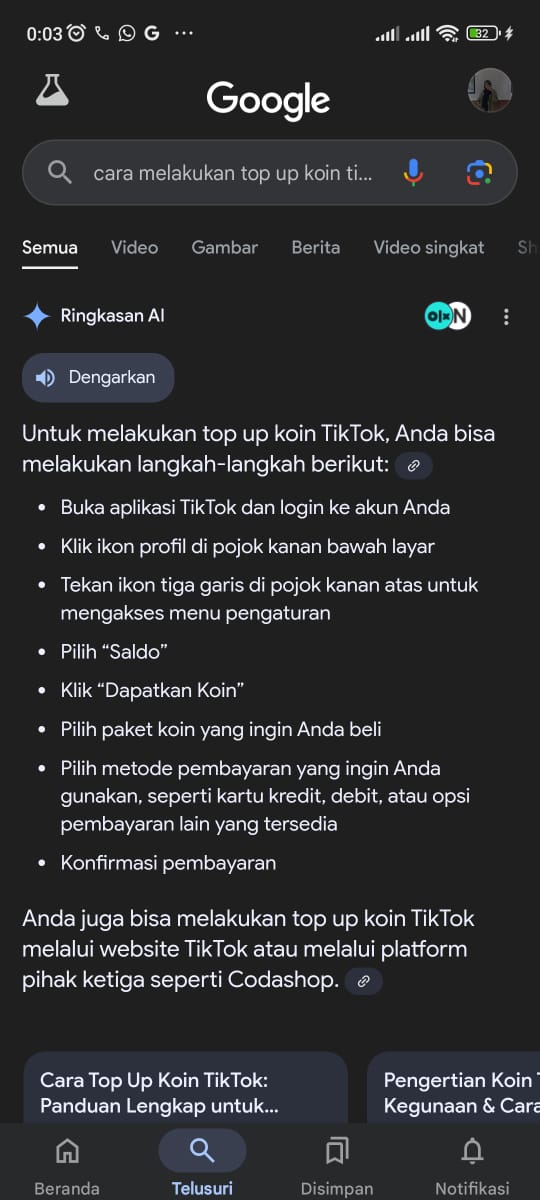 0:03 G ...
32
Google
cara melakukan top up koin ti...
Semua Video Gambar Berita Video singkat Sh
Ringkasan AI
olx N
Dengarkan
Untuk melakukan top up koin TikTok, Anda bisa
melakukan langkah-langkah berikut:
• Buka aplikasi TikTok dan login ke akun Anda
• Klik ikon profil di pojok kanan bawah layar
• Tekan ikon tiga garis di pojok kanan atas untuk
mengakses menu pengaturan
• Pilih “Saldo”
• Klik “Dapatkan Koin”
• Pilih paket koin yang ingin Anda beli
• Pilih metode pembayaran yang ingin Anda
gunakan, seperti kartu kredit, debit, atau opsi
pembayaran lain yang tersedia
• Konfirmasi pembayaran
Anda juga bisa melakukan top up koin TikTok
melalui website TikTok atau melalui platform
pihak ketiga seperti Codashop.
Cara Top Up Koin TikTok:
Panduan Lengkap untuk...
Pengertian Koin T
Kegunaan & Cara
Beranda Telusuri Disimpan Notifikasi